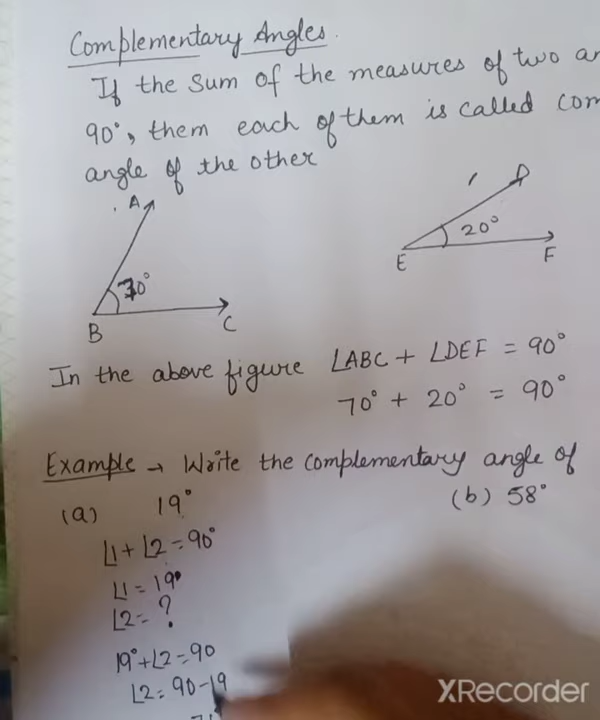 Complementary Angles.
If the sum of the measures of two
90°, them each of them is called
angle of the other
A
D
70°
20°
E
F
B
C
In the above figure ∠ABC + ∠DEF = 90°
70° + 20° = 90°
Example → Write the complementary angle of
(a) 19°
(b) 58°
∠1 + ∠2 = 90°
∠1 = 19°
∠2 = ?
19° + ∠2 = 90
∠2 = 90 - 19
XRecorder